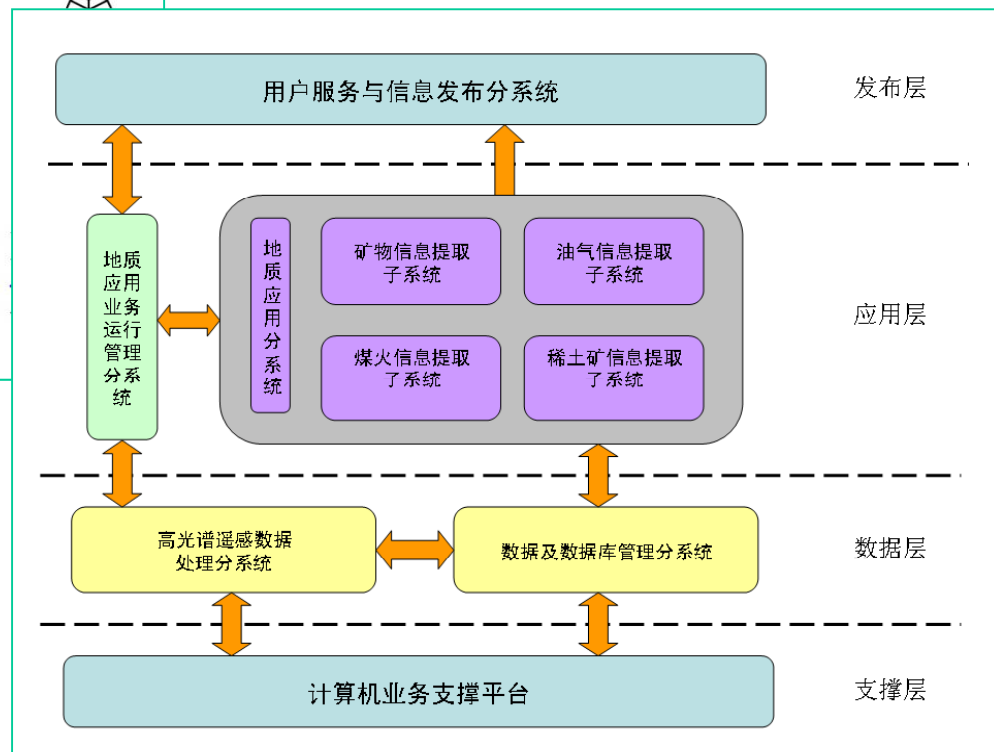 用户服务与信息发布分系统
发布层
地质
应用
业务
运行
管理
分系
统
地
质
应
用
分
系
统
矿物信息提取
子系统
油气信息提取
子系统
煤火信息提取
了系统
稀土矿信息提取
了系统
应用层
高光谱遥感数据
处理分系统
数据及数据库管理分系统
数据层
计算机业务支撑平台
支撑层